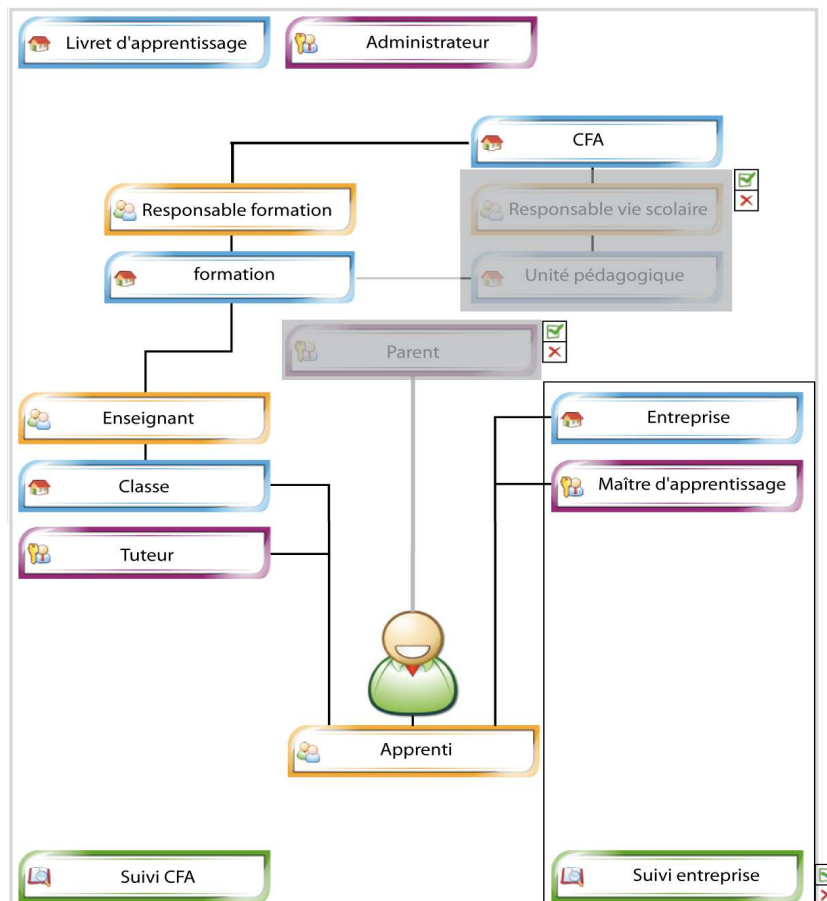 Livret d'apprentissage
Administrateur
CFA
Responsable formation
Responsable vie scolaire
formation
Unité pédagogique
Parent
Enseignant
Entreprise
Classe
Maître d'apprentissage
Tuteur
Apprenti
Suivi CFA
Suivi entreprise